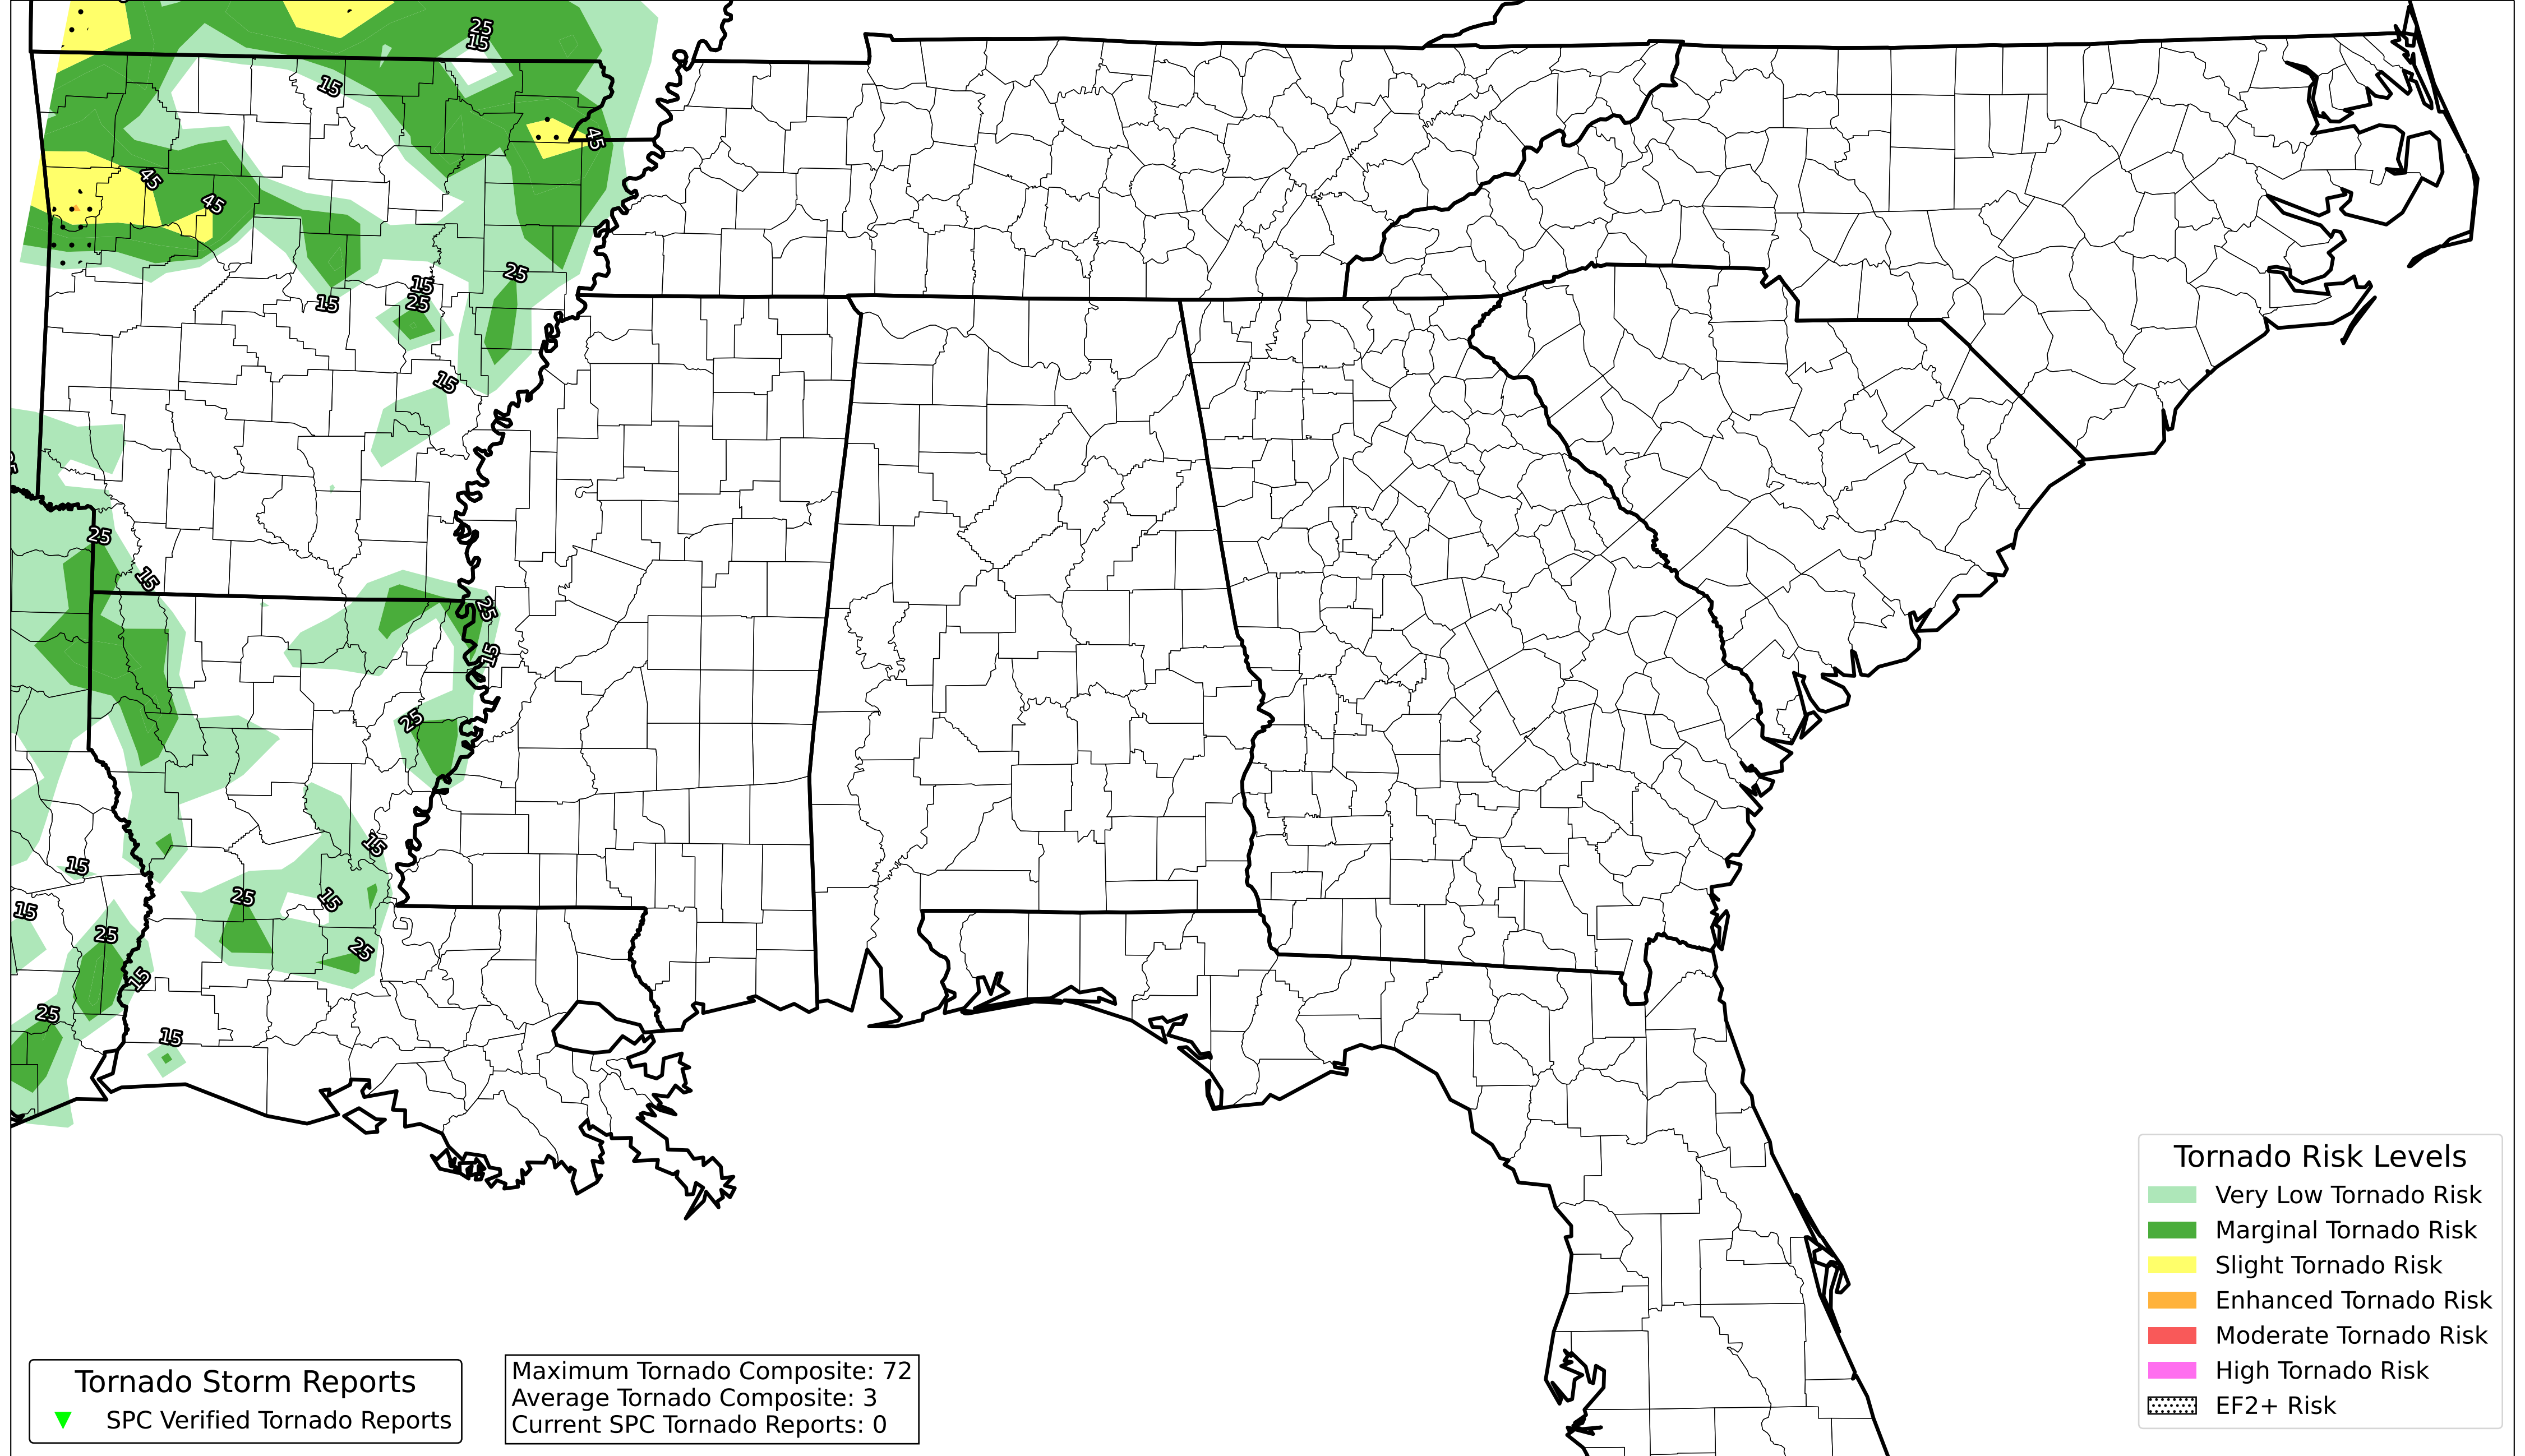 25
15
15
45
45
45
25
15
25
15
15
25
15
25
15
25
15
15
25
15
15
25
25
15
25
15
Tornado Risk Levels
Very Low Tornado Risk
Marginal Tornado Risk
Slight Tornado Risk
Enhanced Tornado Risk
Moderate Tornado Risk
High Tornado Risk
EF2+ Risk
Tornado Storm Reports
SPC Verified Tornado Reports
Maximum Tornado Composite: 72
Average Tornado Composite: 3
Current SPC Tornado Reports: 0